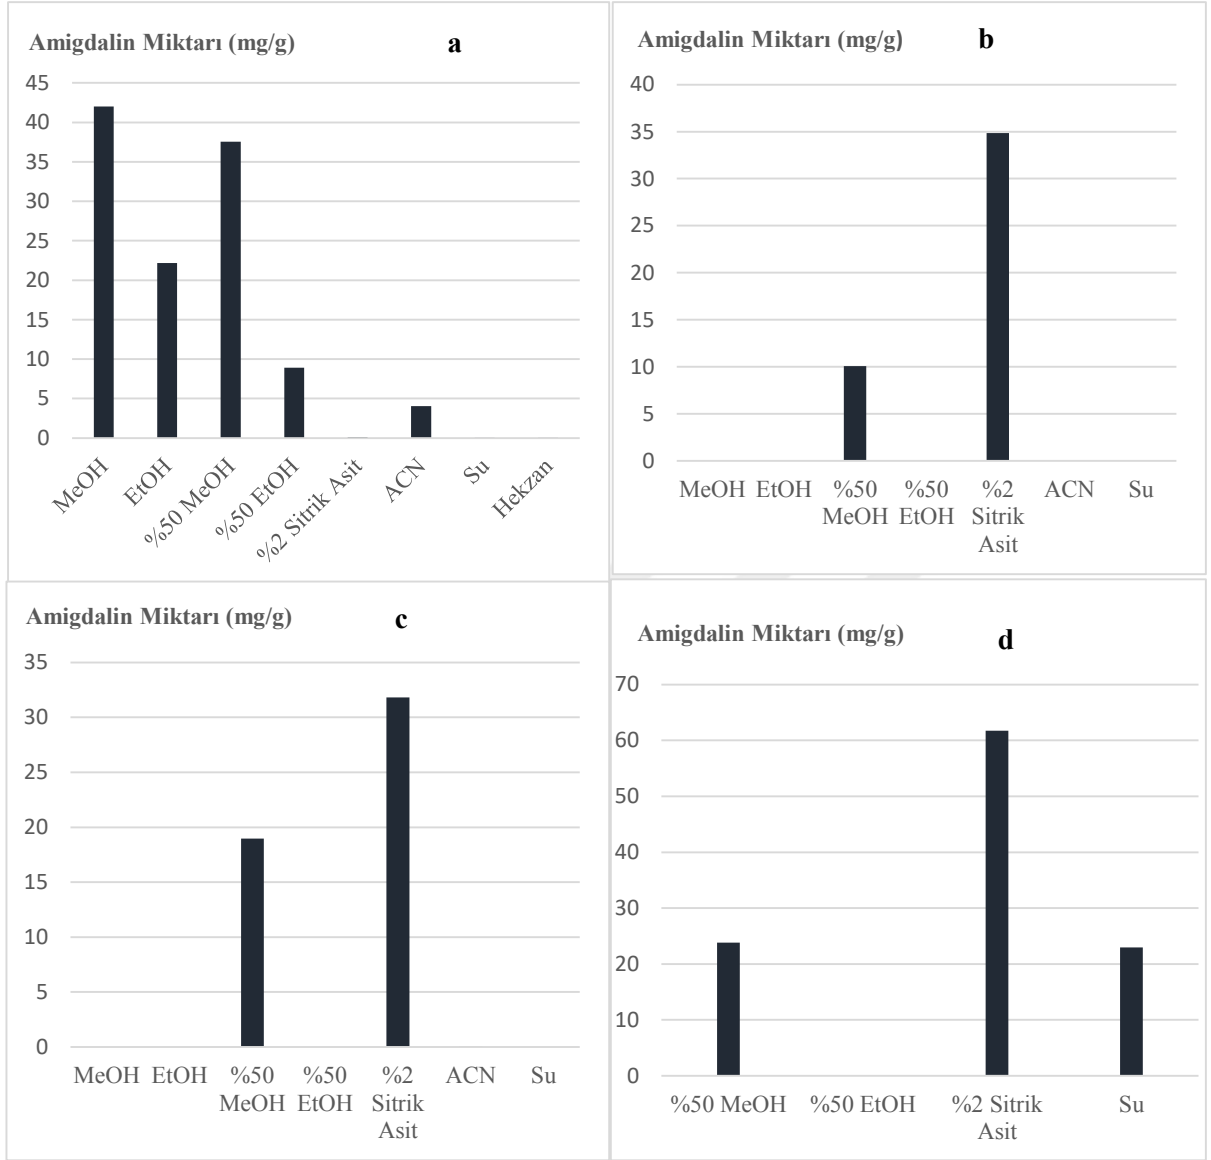 Amigdalin Miktarı (mg/g)
a
45
40
35
30
25
20
15
10
5
0
MeOH
EtOH
%50 MeOH
%50 EtOH
%2 Sitrik Asit
ACN
Su
Hekzan
Amigdalin Miktarı (mg/g)
b
40
35
30
25
20
15
10
5
0
MeOH EtOH %50 %50 %2 ACN Su
MeOH EtOH Sitrik
Asit
Amigdalin Miktarı (mg/g)
c
35
30
25
20
15
10
5
0
MeOH EtOH %50 %50 %2 ACN Su
MeOH EtOH Sitrik
Asit
Amigdalin Miktarı (mg/g)
d
70
60
50
40
30
20
10
0
%50 MeOH %50 EtOH %2 Sitrik Su
Asit